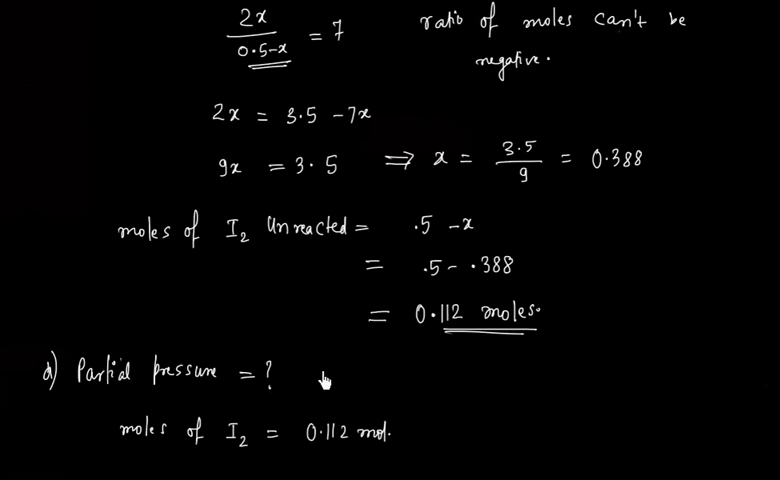 2x / 0.5-x = 7 ratio of moles can't be
negative.
2x = 3.5 - 7x
9x = 3.5 ⟹ x = 3.5 / 9 = 0.388
moles of I₂ Unreacted = .5 - x
= .5 - .388
= 0.112 moles.
d) Partial pressure = ?
moles of I₂ = 0.112 mol.